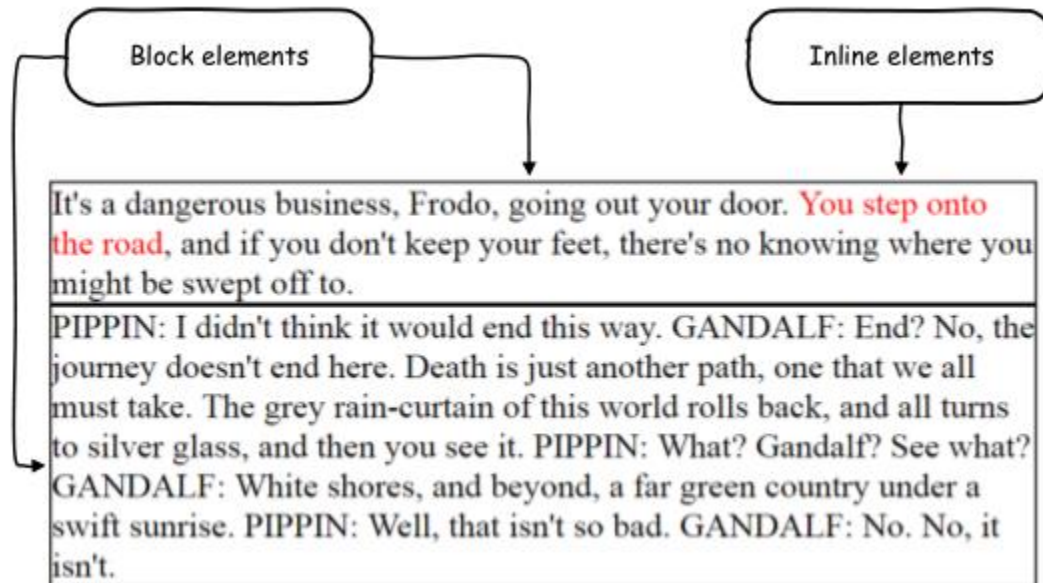 Block elements
Inline elements
It's a dangerous business, Frodo, going out your door. You step onto
the road, and if you don't keep your feet, there's no knowing where you
might be swept off to.
PIPPIN: I didn't think it would end this way. GANDALF: End? No, the
journey doesn't end here. Death is just another path, one that we all
must take. The grey rain-curtain of this world rolls back, and all turns
to silver glass, and then you see it. PIPPIN: What? Gandalf? See what?
GANDALF: White shores, and beyond, a far green country under a
swift sunrise. PIPPIN: Well, that isn't so bad. GANDALF: No. No, it
isn't.